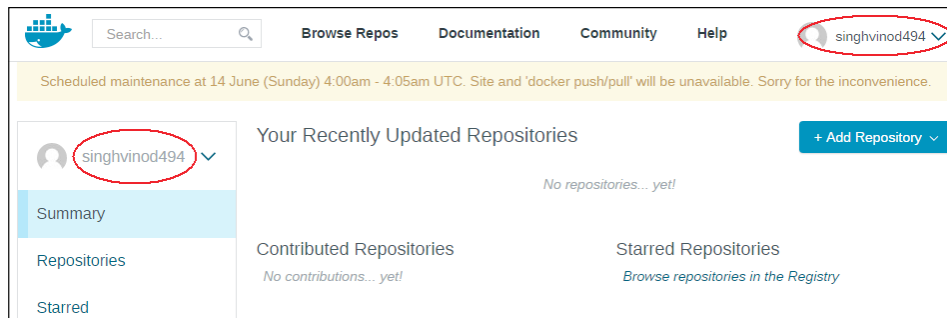 Search... Browse Repos Documentation Community Help singhvinod494
Scheduled maintenance at 14 June (Sunday) 4:00am - 4:05am UTC. Site and 'docker push/pull' will be unavailable. Sorry for the inconvenience.
singhvinod494
Summary
Repositories
Starred
Your Recently Updated Repositories
+ Add Repository
No repositories... yet!
Contributed Repositories
No contributions... yet!
Starred Repositories
Browse repositories in the Registry